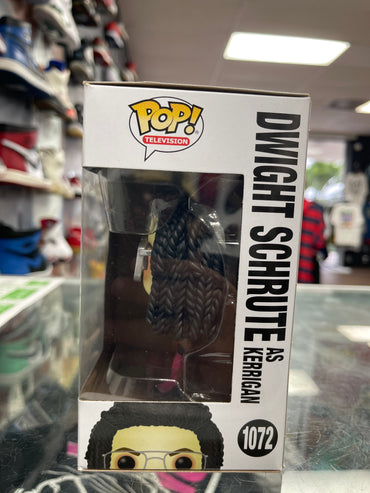 POP!
TELEVISION
DWIGHT SCHRUTE
AS
KERRIGAN
1072